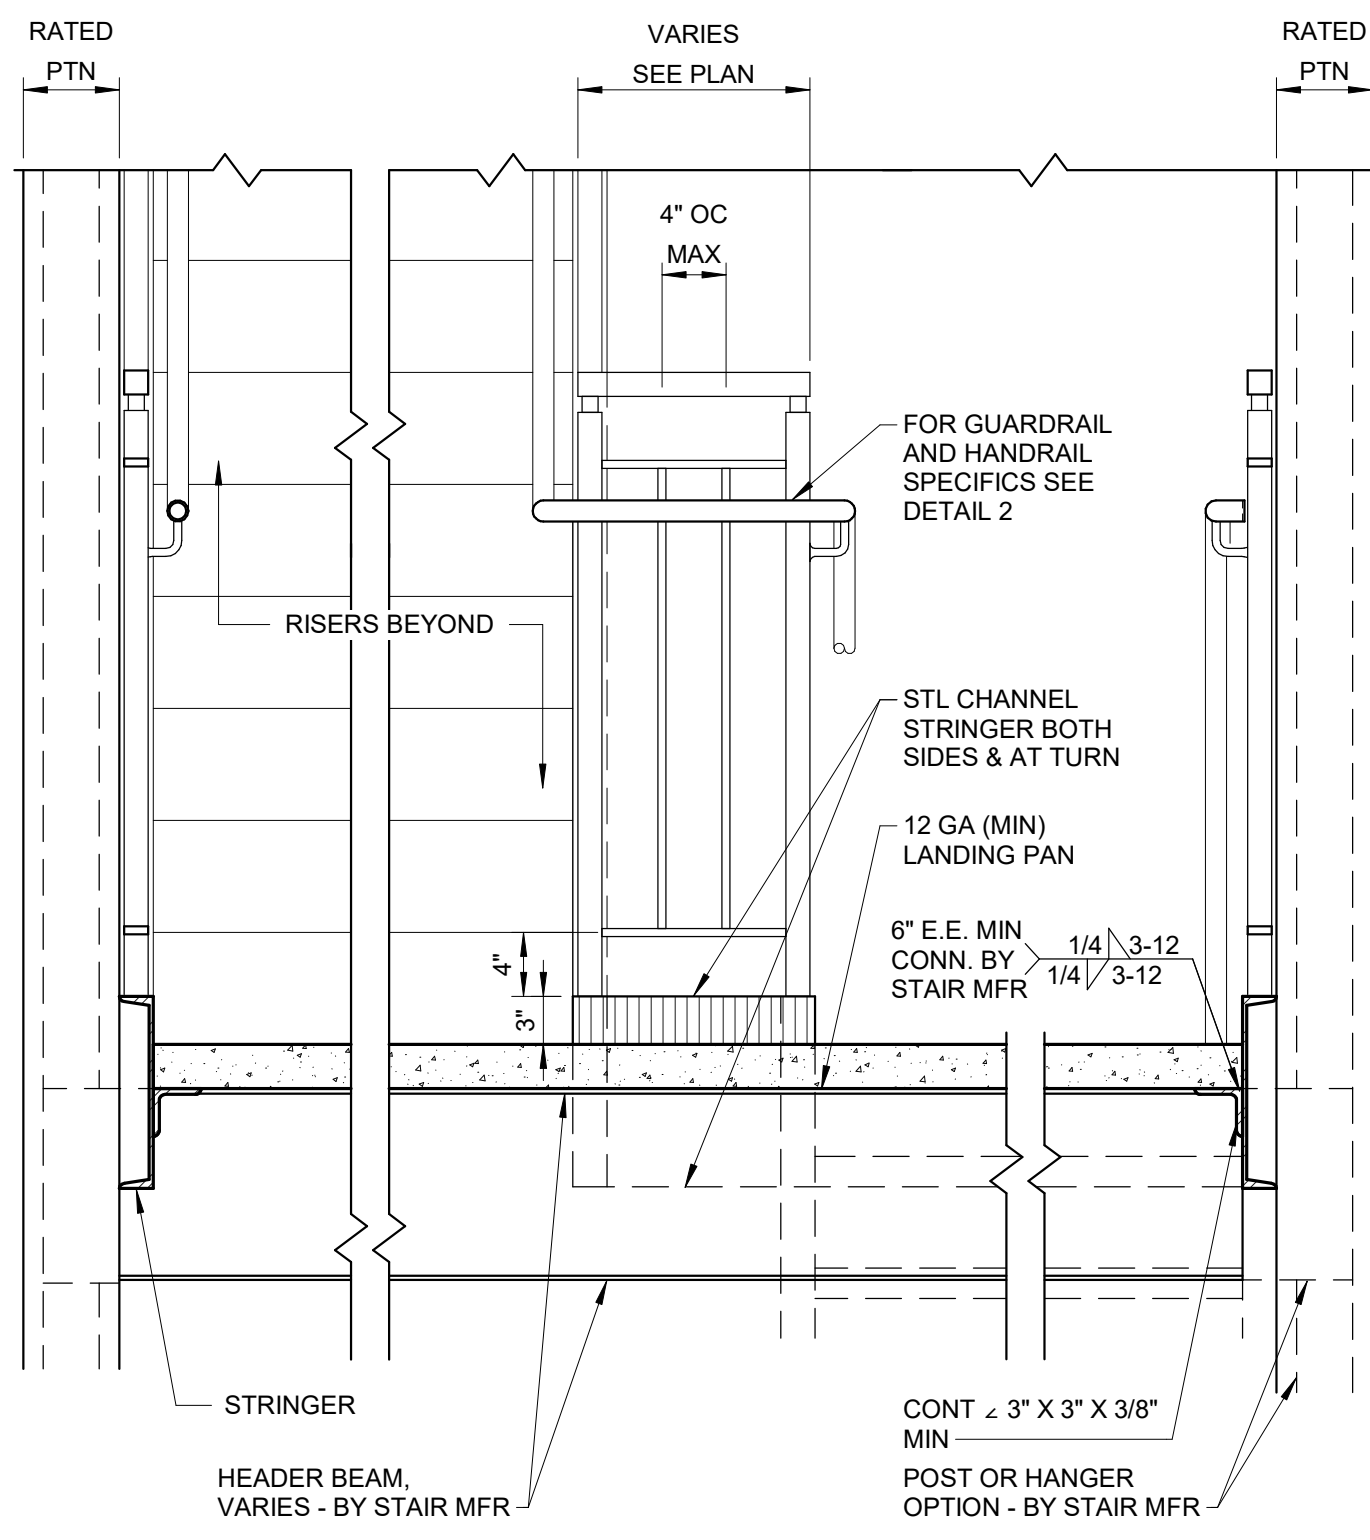 RATED
PTN
VARIES
SEE PLAN
RATED
PTN
4" OC
MAX
FOR GUARDRAIL
AND HANDRAIL
SPECIFICS SEE
DETAIL 2
RISERS BEYOND
STL CHANNEL
STRINGER BOTH
SIDES & AT TURN
12 GA (MIN)
LANDING PAN
6" E.E. MIN
CONN. BY
STAIR MFR
1/4 3-12
1/4 3-12
4"
3"
STRINGER
CONT ∠ 3" X 3" X 3/8"
MIN
HEADER BEAM,
VARIES - BY STAIR MFR
POST OR HANGER
OPTION - BY STAIR MFR